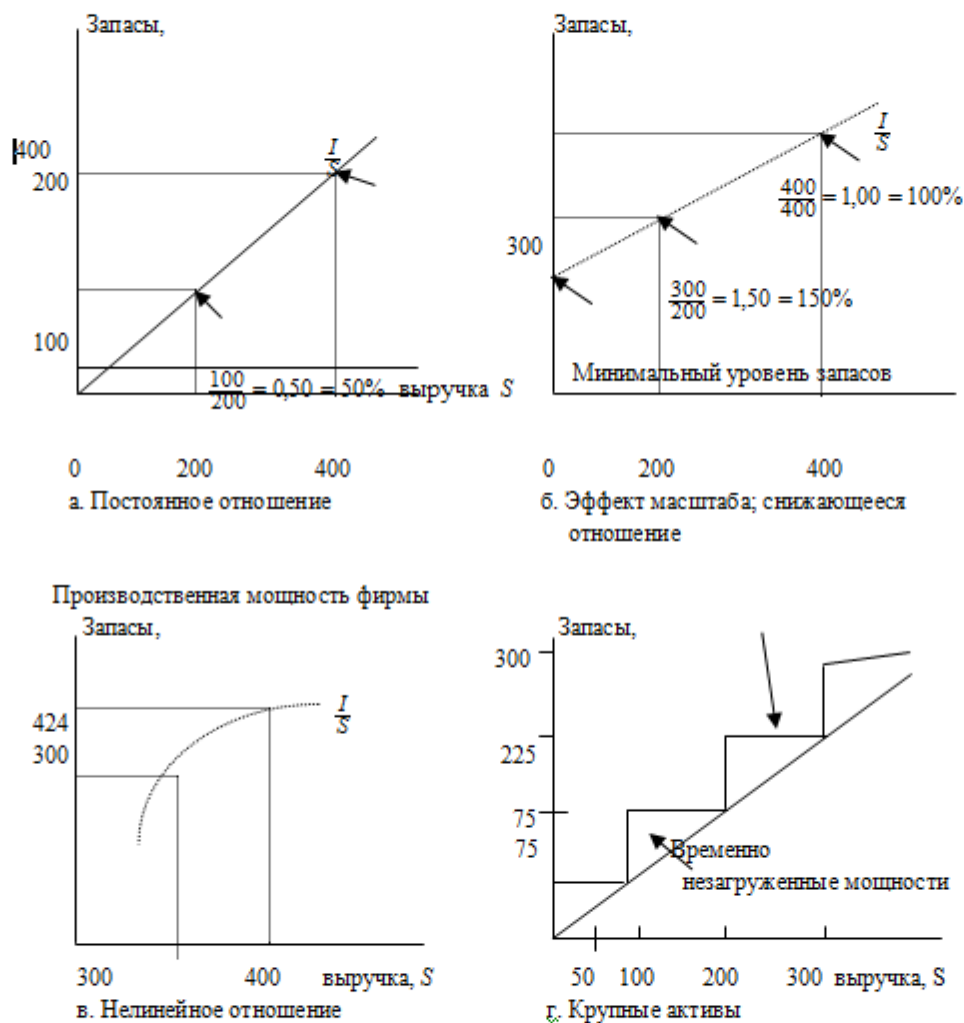 Запасы,
400
200
I/S
100
100/200 = 0,50 = 50% выручка S
0 200 400
а. Постоянное отношение
Запасы,
I/S
400/400 = 1,00 = 100%
300
300/200 = 1,50 = 150%
Минимальный уровень запасов
0 200 400
б. Эффект масштаба; снижающееся
отношение
Производственная мощность фирмы
Запасы,
I/S
424
300
300 400 выручка, S
в. Нелинейное отношение
Запасы,
300
225
75
75
Временно
незагруженные мощности
50 100 200 300 выручка, S
г. Крупные активы